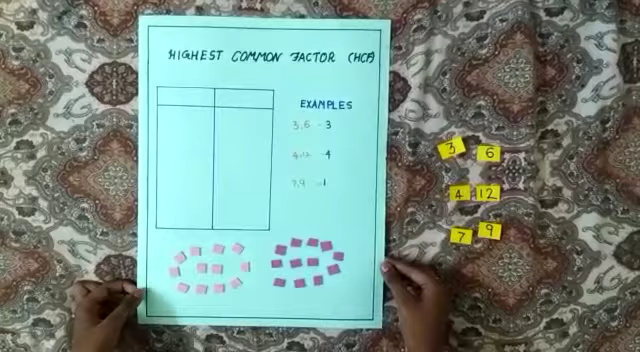 HIGHEST COMMON FACTOR (HCF)
EXAMPLES
3,6 - 3
4,12 - 4
7,9 - 1
3 6
4 12
7 9